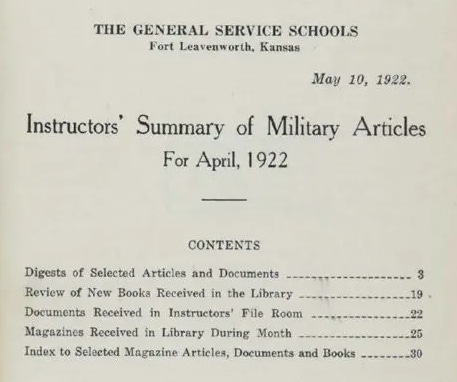 THE GENERAL SERVICE SCHOOLS
Fort Leavenworth, Kansas
May 10, 1922.
Instructors' Summary of Military Articles
For April, 1922
CONTENTS
Digests of Selected Articles and Documents 3
Review of New Books Received in the Library 19
Documents Received in Instructors' File Room 22
Magazines Received in Library During Month 25
Index to Selected Magazine Articles, Documents and Books 30